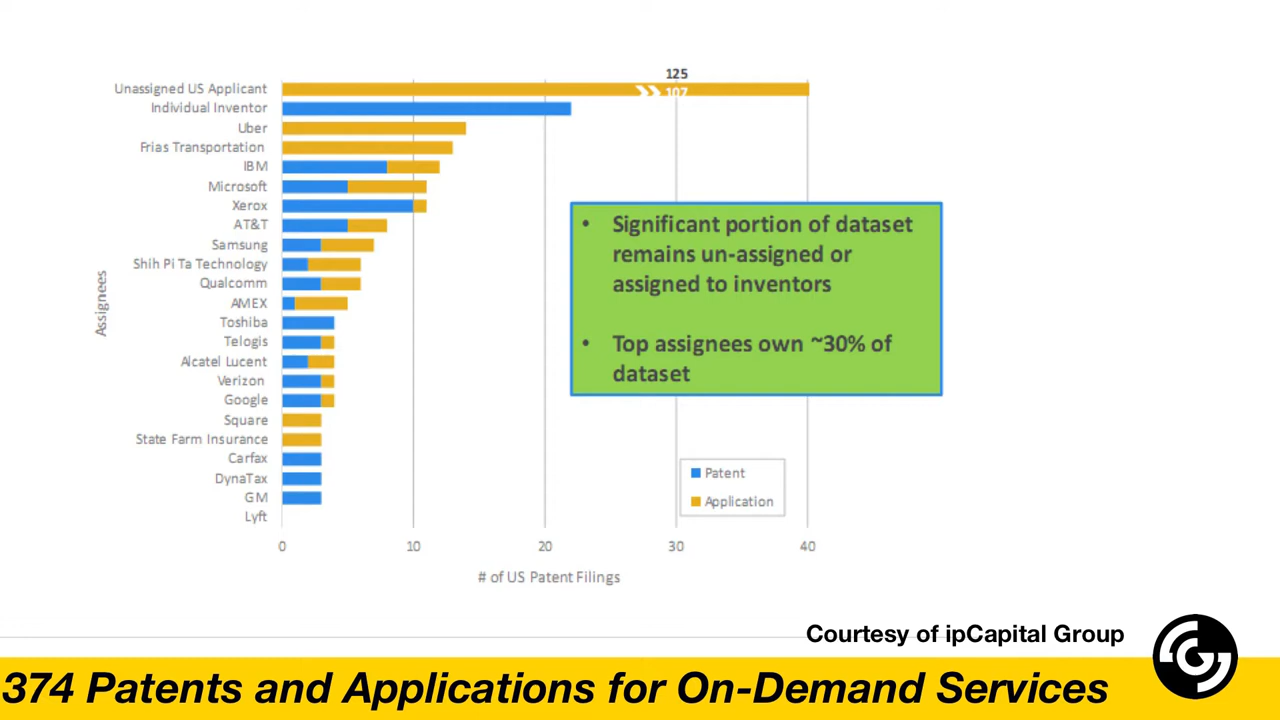 125
107
Unassigned US Applicant
Individual Inventor
Uber
Frias Transportation
IBM
Microsoft
Xerox
AT&T
Samsung
Shih Pi Ta Technology
Qualcomm
AMEX
Toshiba
Telogis
Alcatel Lucent
Verizon
Google
Square
State Farm Insurance
Carfax
DynaTax
GM
Lyft
Assignees
0 10 20 30 40
# of US Patent Filings
• Significant portion of dataset
remains un-assigned or
assigned to inventors
• Top assignees own ~30% of
dataset
Patent
Application
Courtesy of ipCapital Group
374 Patents and Applications for On-Demand Services